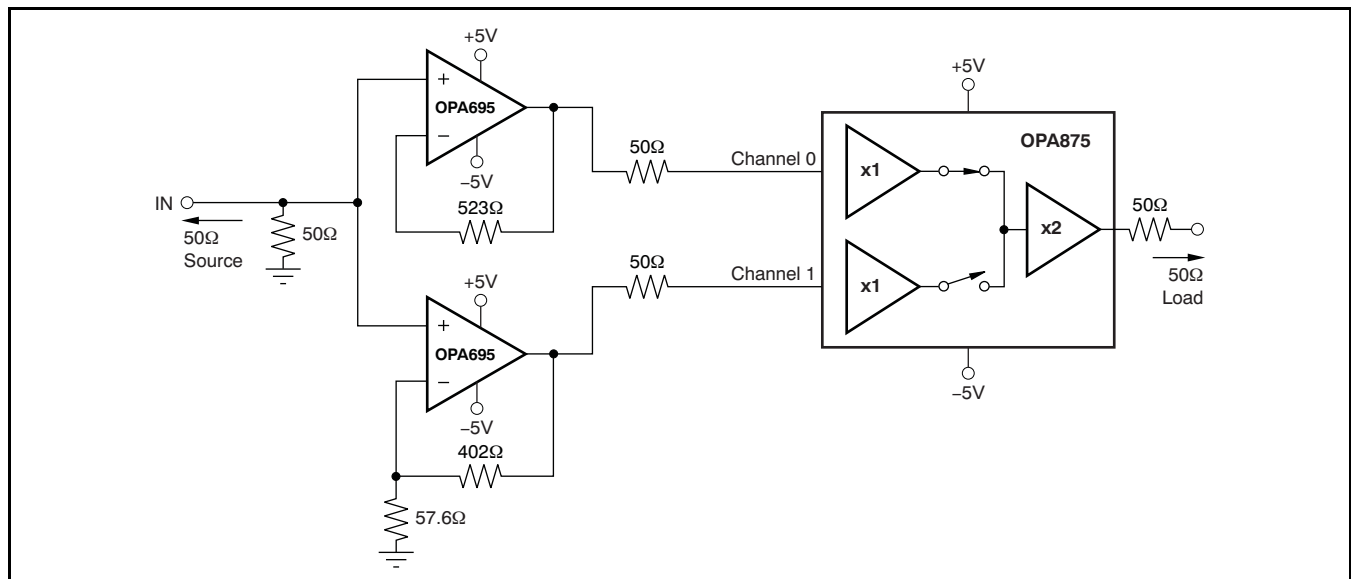 +5V
+
OPA695
−
−5V
523Ω
50Ω
Channel 0
IN
50Ω
Source
50Ω
+5V
+
OPA695
−
−5V
402Ω
57.6Ω
50Ω
Channel 1
+5V
OPA875
x1
x1
x2
−5V
50Ω
50Ω
Load